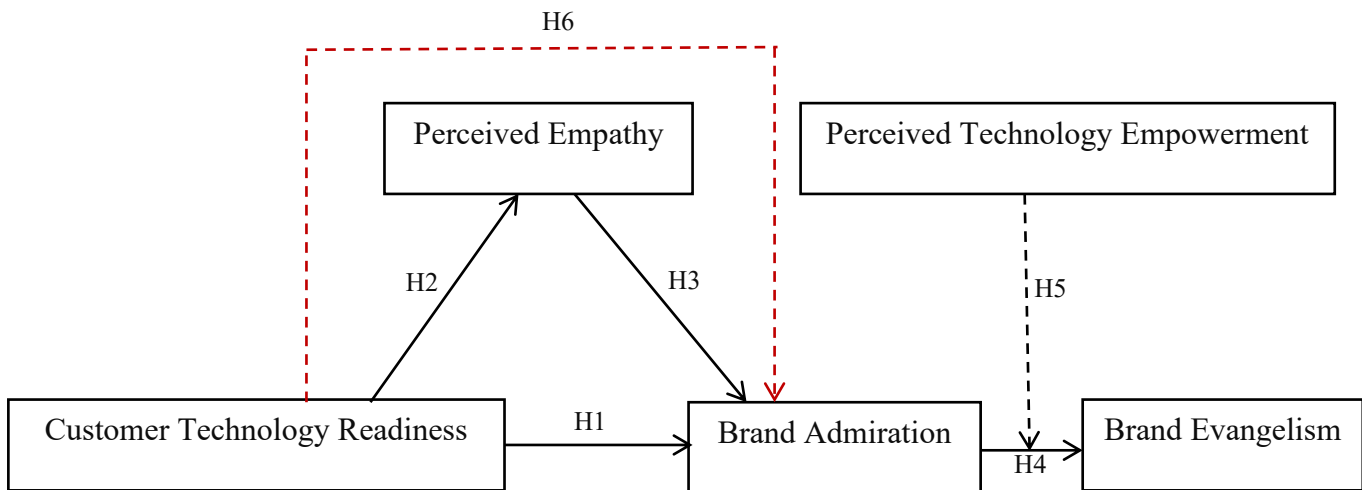 H6
Perceived Empathy
Perceived Technology Empowerment
H2
H3
H5
Customer Technology Readiness
H1
Brand Admiration
H4
Brand Evangelism